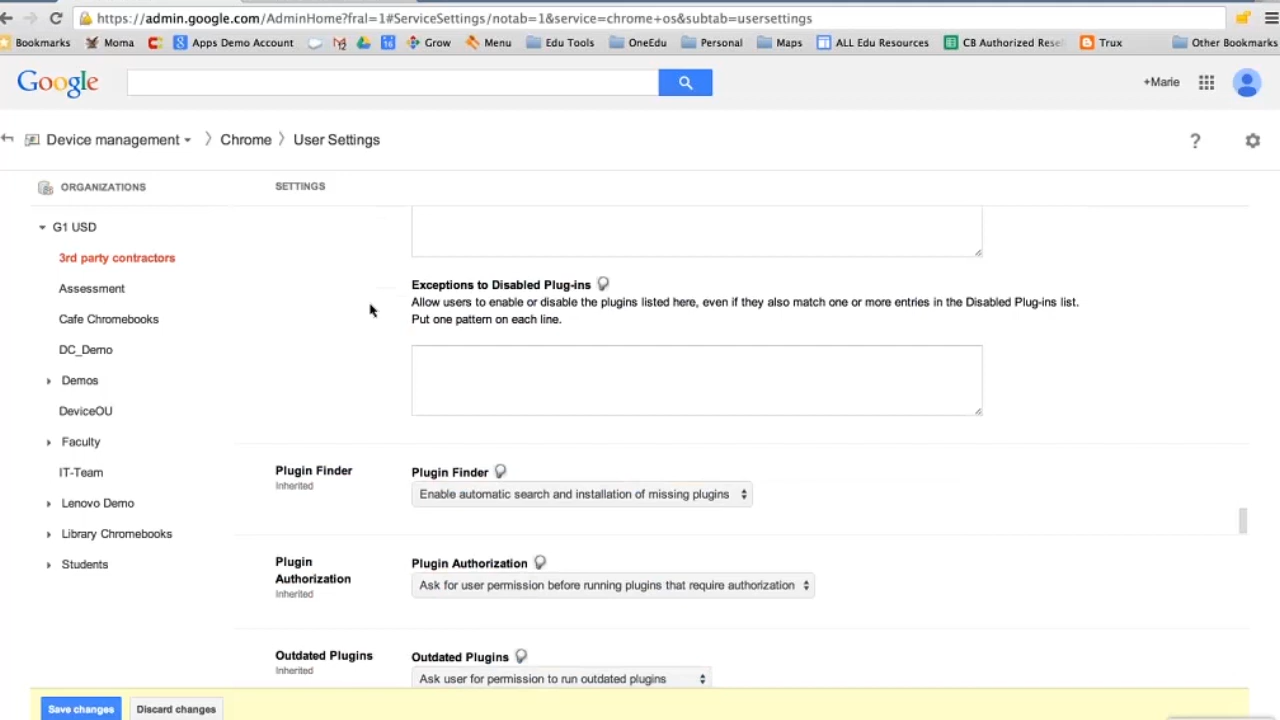 https://admin.google.com/AdminHome?fral=1#ServiceSettings/notab=1&service=chrome+os&subtab=usersettings
Bookmarks Moma Apps Demo Account 16 Grow Menu Edu Tools OneEdu Personal Maps ALL Edu Resources CB Authorized Rese Trux Other Bookmarks
Google +Marie
Device management Chrome User Settings ?
ORGANIZATIONS SETTINGS
G1 USD
3rd party contractors
Assessment
Cafe Chromebooks
DC_Demo
Demos
DeviceOU
Faculty
IT-Team
Lenovo Demo
Library Chromebooks
Students
Exceptions to Disabled Plug-ins
Allow users to enable or disable the plugins listed here, even if they also match one or more entries in the Disabled Plug-ins list.
Put one pattern on each line.
Plugin Finder
Inherited
Plugin Finder
Enable automatic search and installation of missing plugins
Plugin
Authorization
Inherited
Plugin Authorization
Ask for user permission before running plugins that require authorization
Outdated Plugins
Inherited
Outdated Plugins
Ask user for permission to run outdated plugins
Save changes Discard changes